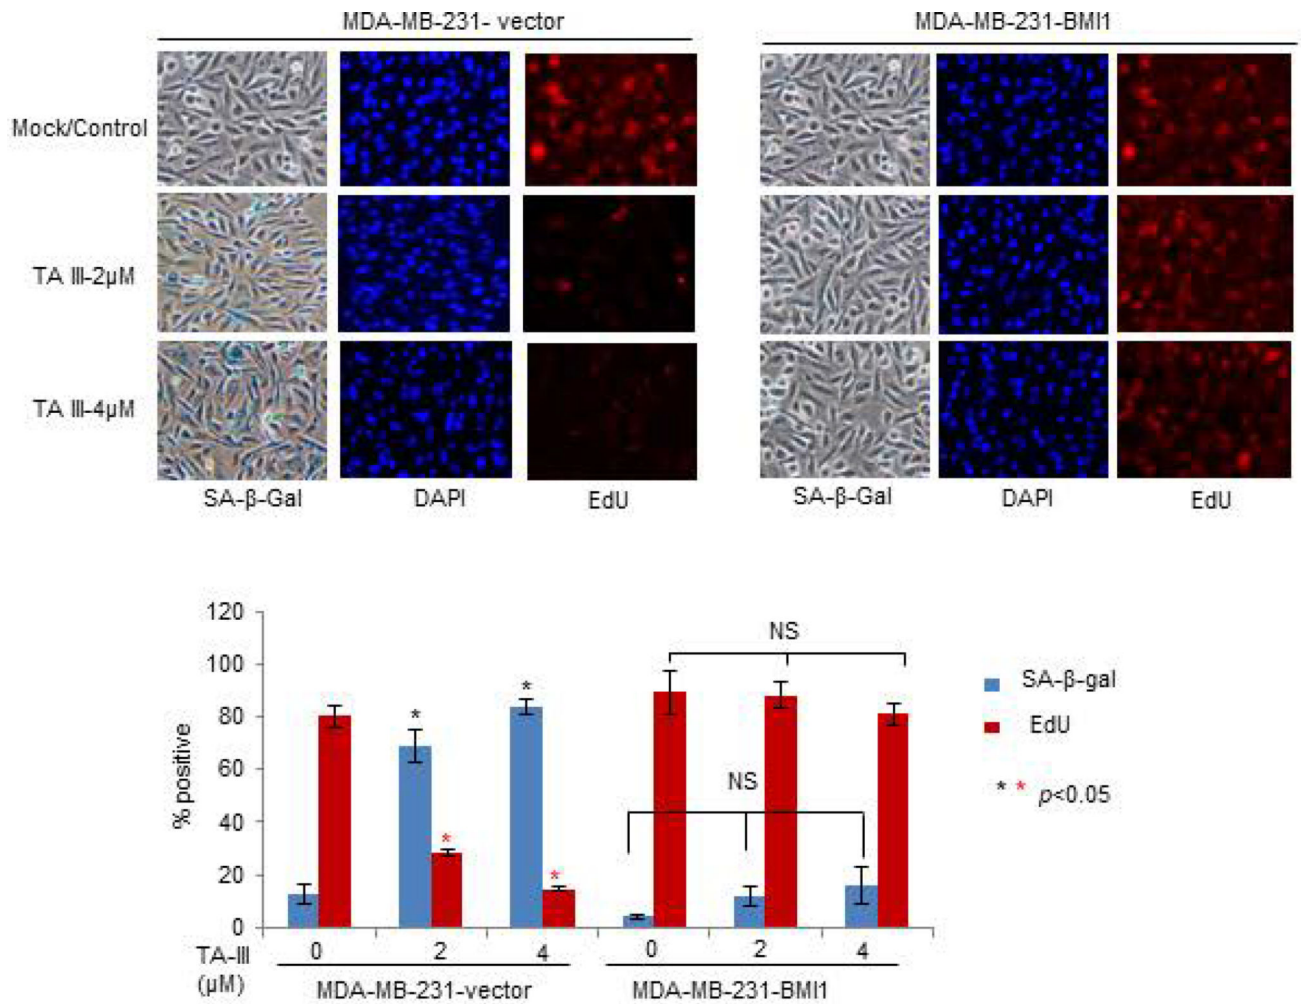 MDA-MB-231- vector
MDA-MB-231-BMI1
Mock/Control
TA III-2µM
TA III-4µM
SA-β-Gal DAPI EdU
SA-β-Gal DAPI EdU
% positive
120
100
80
60
40
20
0
* * * *
NS
NS
SA-β-gal
EdU
* * p<0.05
TA-III (µM)
0 2 4 0 2 4
MDA-MB-231-vector
MDA-MB-231-BMI1